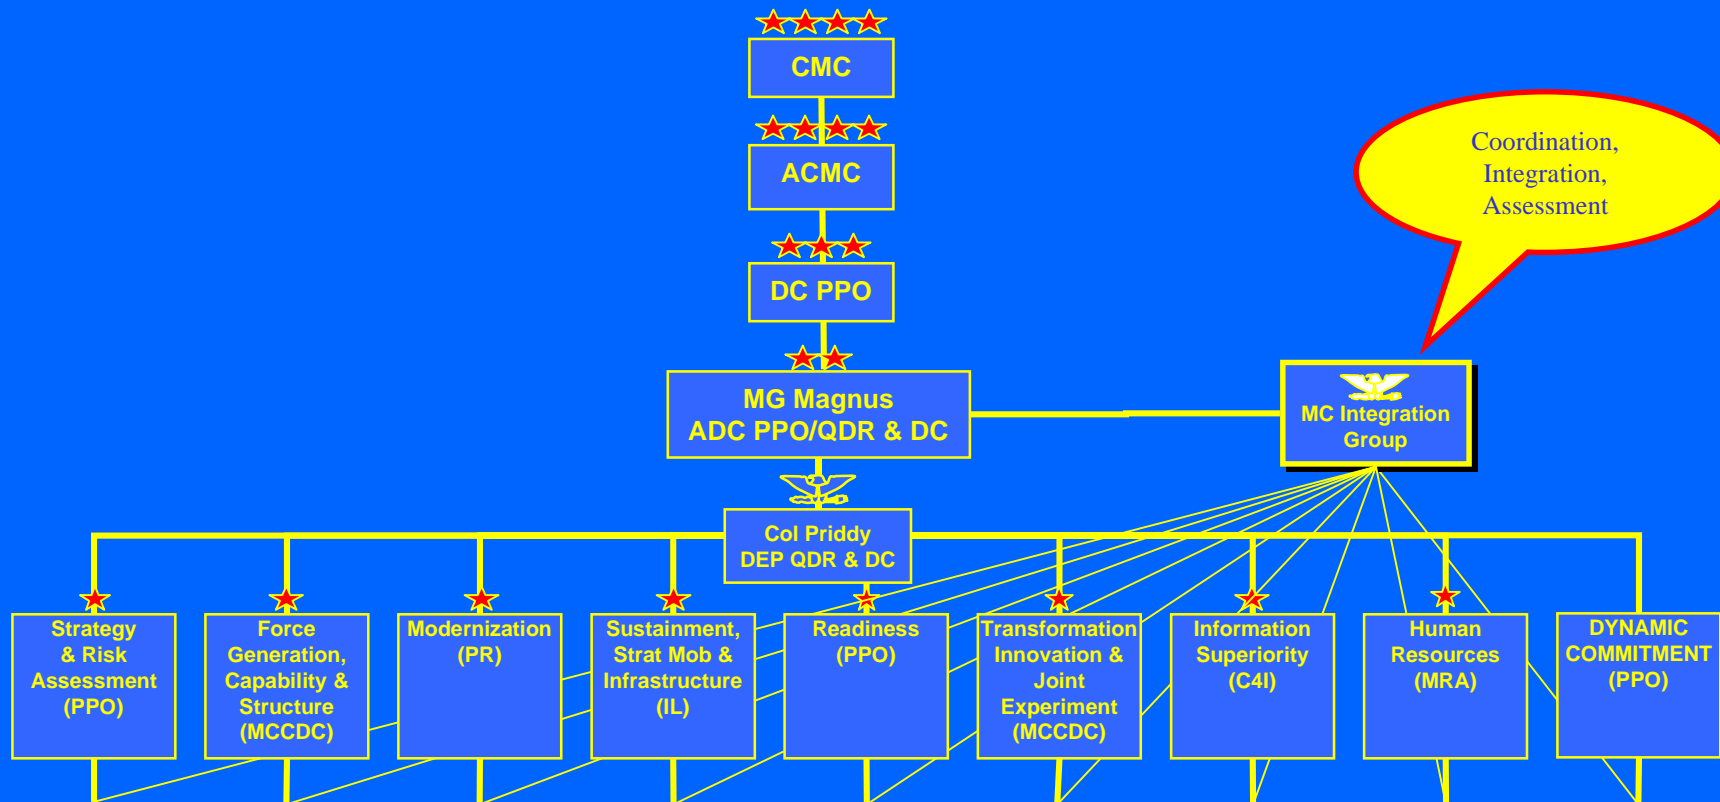 CMC
ACMC
Coordination,
Integration,
Assessment
DC PPO
MG Magnus
ADC PPO/QDR & DC
MC Integration
Group
Col Priddy
DEP QDR & DC
Strategy
& Risk
Assessment
(PPO)
Force
Generation,
Capability &
Structure
(MCCDC)
Modernization
(PR)
Sustainment,
Strat Mob &
Infrastructure
(IL)
Readiness
(PPO)
Transformation
Innovation &
Joint
Experiment
(MCCDC)
Information
Superiority
(C4I)
Human
Resources
(MRA)
DYNAMIC
COMMITMENT
(PPO)